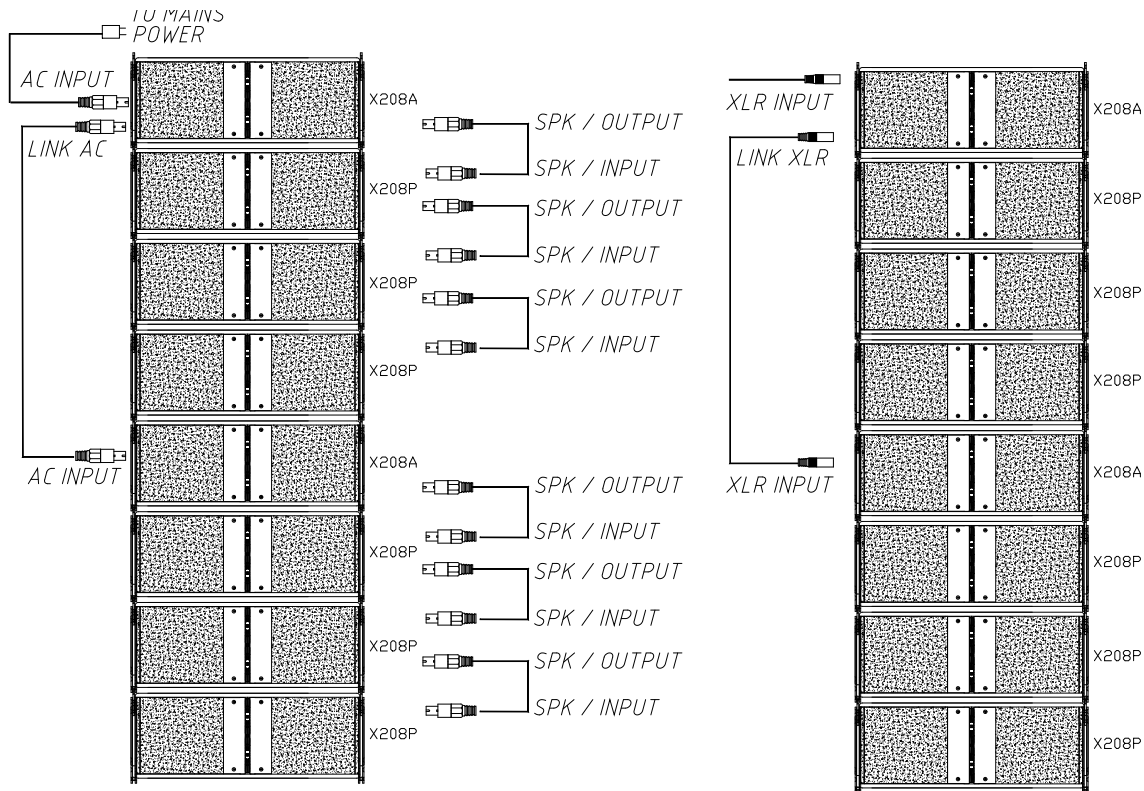 TO MAINS
POWER
AC INPUT
LINK AC
AC INPUT
X208A
X208P
X208P
X208P
X208A
X208P
X208P
X208P
SPK / OUTPUT
SPK / INPUT
SPK / OUTPUT
SPK / INPUT
SPK / OUTPUT
SPK / INPUT
SPK / OUTPUT
SPK / INPUT
SPK / OUTPUT
SPK / INPUT
SPK / OUTPUT
SPK / INPUT
XLR INPUT
LINK XLR
XLR INPUT
X208A
X208P
X208P
X208P
X208A
X208P
X208P
X208P